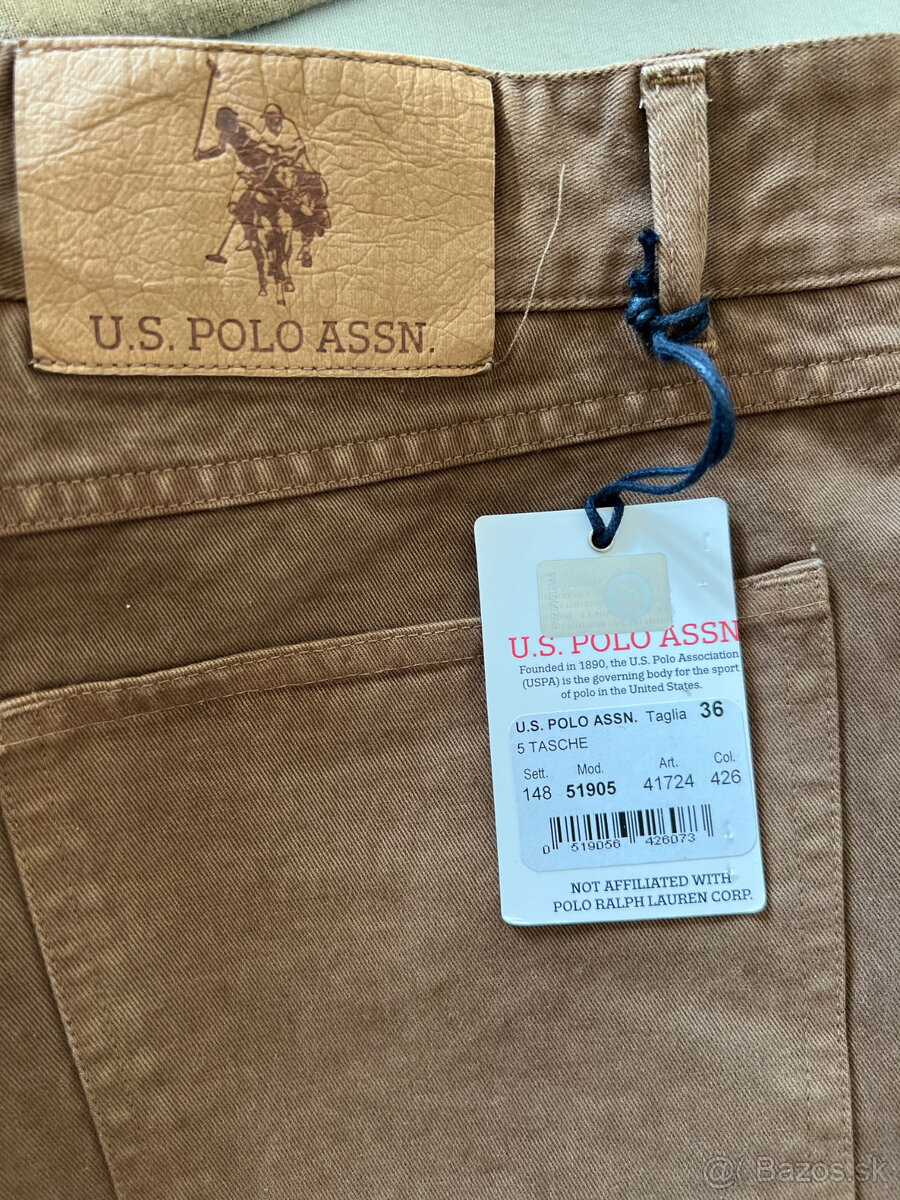 U.S. POLO ASSN.
U.S. POLO ASSN
Founded in 1890, the U.S. Polo Association
(USPA) is the governing body for the sport
of polo in the United States.
U.S. POLO ASSN. Taglia 36
5 TASCHE
Sett. Mod. Art. Col.
148 51905 41724 426
0 519056 426073
NOT AFFILIATED WITH
POLO RALPH LAUREN CORP.
@( Bazos.sk